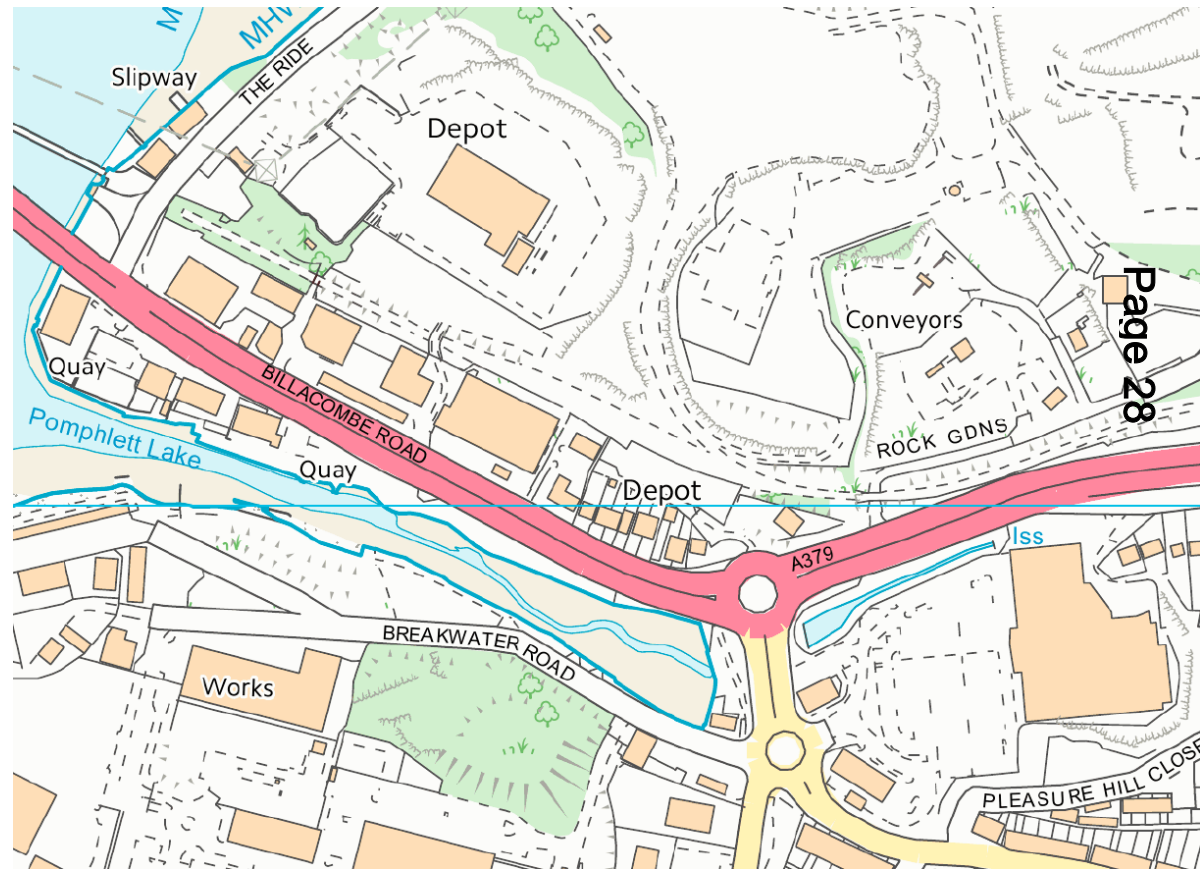 M
MHW
THE RIDE
Slipway
Depot
Page 28
Conveyors
Quay
BILLACOMBE ROAD
ROCK GDNS
Pomphlett Lake
Quay
Depot
Iss
A379
BREAKWATER ROAD
Works
PLEASURE HILL CLOSE